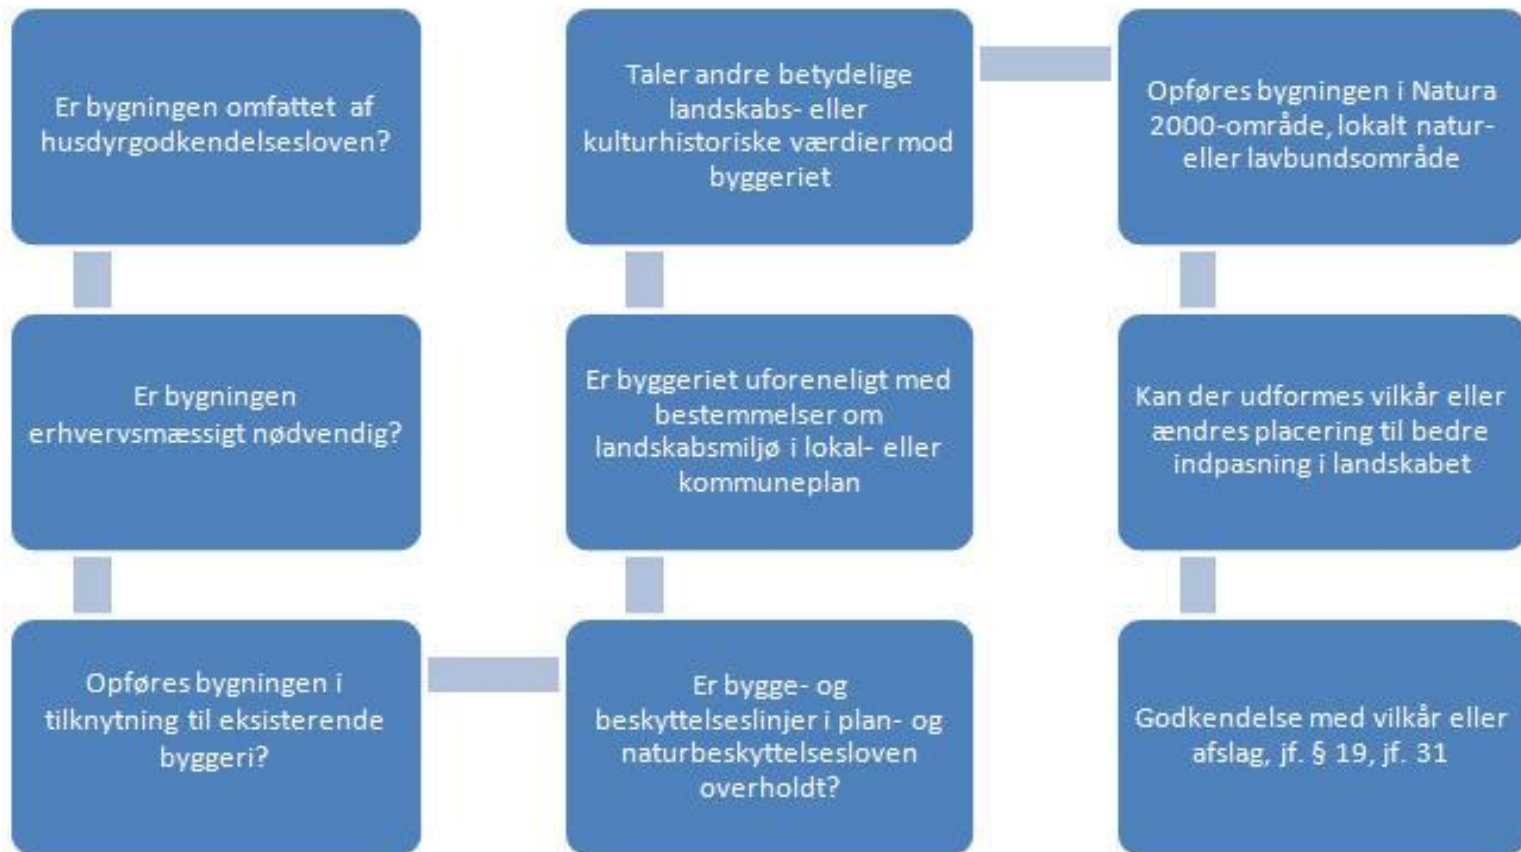 Er bygningen omfattet af
husdyrgodkendelsesloven?
Er bygningen
erhvervsmæssigt nødvendig?
Opføres bygningen i
tilknytning til eksisterende
byggeri?
Er bygge- og
beskyttelseslinjer i plan- og
naturbeskyttelsesloven
overholdt?
Er byggeriet uforeneligt med
bestemmelser om
landskabsmiljø i lokal- eller
kommuneplan
Taler andre betydelige
landskabs- eller
kulturhistoriske værdier mod
byggeriet
Opføres bygningen i Natura
2000-område, lokalt natur-
eller lavbundsområde
Kan der udformes vilkår eller
ændres placering til bedre
indpasning i landskabet
Godkendelse med vilkår eller
afslag, jf. § 19, jf. 31